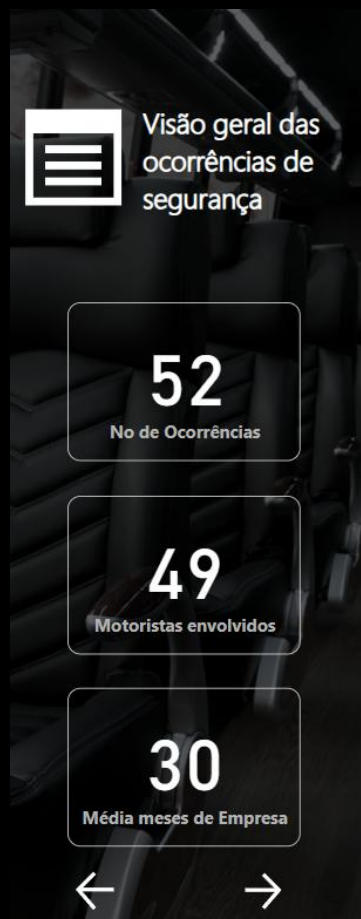 Visão geral das
ocorrências de
segurança
52
No de Ocorrências
49
Motoristas envolvidos
30
Média meses de Empresa